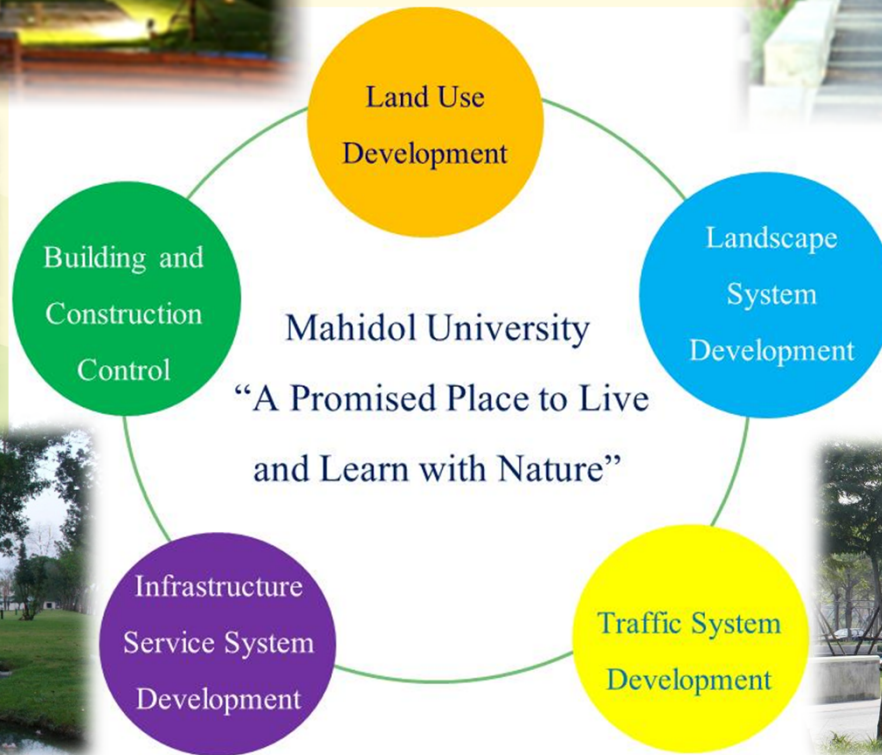 Land Use
Development
Landscape
System
Development
Traffic System
Development
Infrastructure
Service System
Development
Building and
Construction
Control
Mahidol University
“A Promised Place to Live
and Learn with Nature”